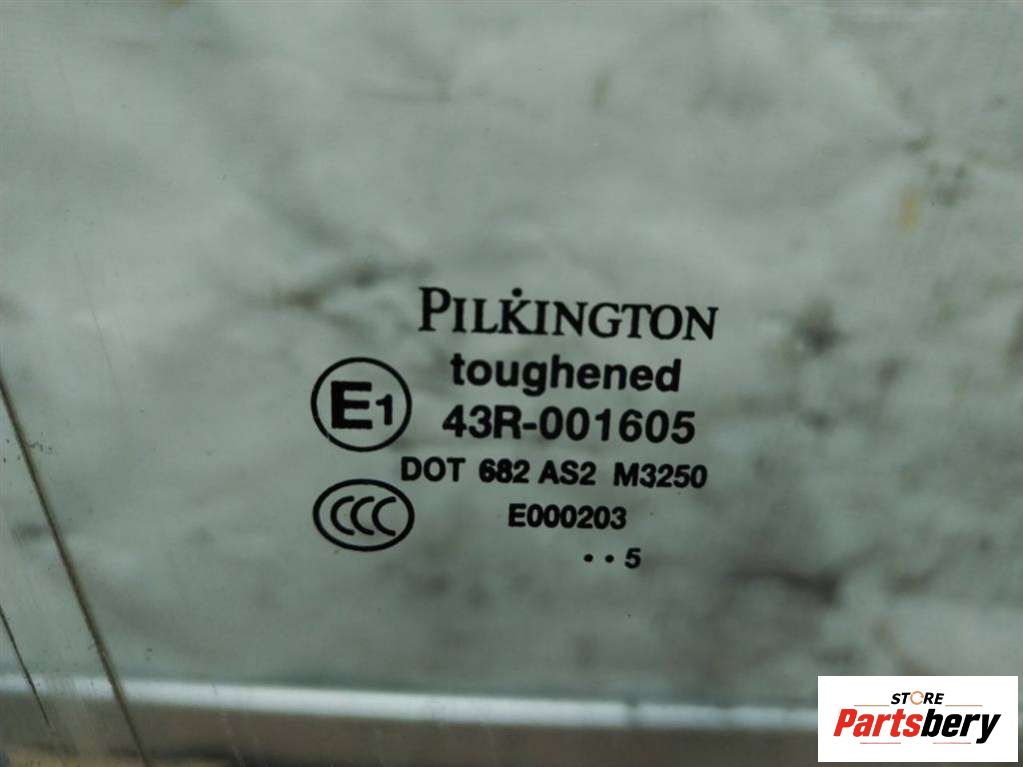 PILKINGTON
toughened
E1
43R-001605
DOT 682 AS2 M3250
CCC
E000203
••5
STORE
Partsbery